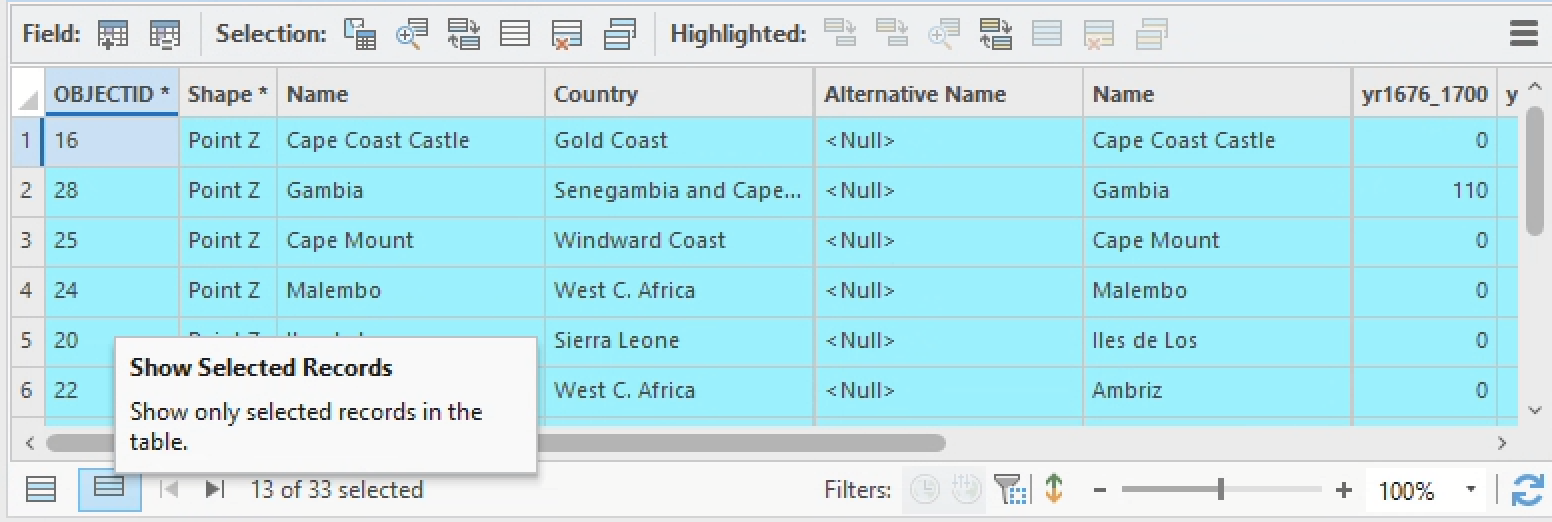 Field: Selection: Highlighted:
OBJECTID * Shape * Name Country Alternative Name Name yr1676_1700 y
1 16 Point Z Cape Coast Castle Gold Coast <Null> Cape Coast Castle 0
2 28 Point Z Gambia Senegambia and Cape... <Null> Gambia 110
3 25 Point Z Cape Mount Windward Coast <Null> Cape Mount 0
4 24 Point Z Malembo West C. Africa <Null> Malembo 0
5 20 Sierra Leone <Null> Iles de Los 0
6 22 West C. Africa <Null> Ambriz 0
Show Selected Records
Show only selected records in the
table.
13 of 33 selected Filters: 100%